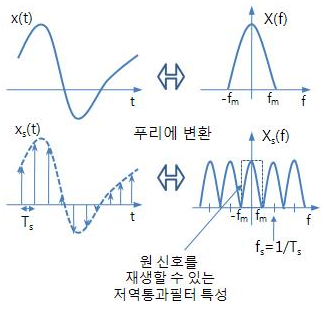 x(t)
X(f)
t
-fm
fm
f
푸리에 변환
xs(t)
Xs(f)
Ts
t
-fm
fm
f
fs=1/Ts
원 신호를
재생할 수 있는
저역통과필터 특성